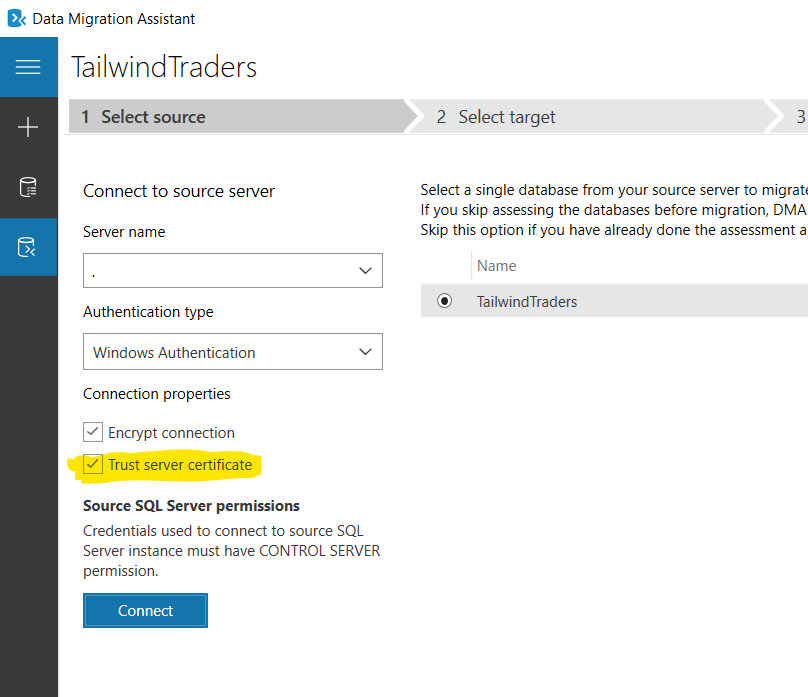 Data Migration Assistant
TailwindTraders
1 Select source
2 Select target
3
Connect to source server
Server name
.
Authentication type
Windows Authentication
Connection properties
Encrypt connection
Trust server certificate
Source SQL Server permissions
Credentials used to connect to source SQL
Server instance must have CONTROL SERVER
permission.
Connect
Select a single database from your source server to migrate
If you skip assessing the databases before migration, DMA
Skip this option if you have already done the assessment a
Name
TailwindTraders